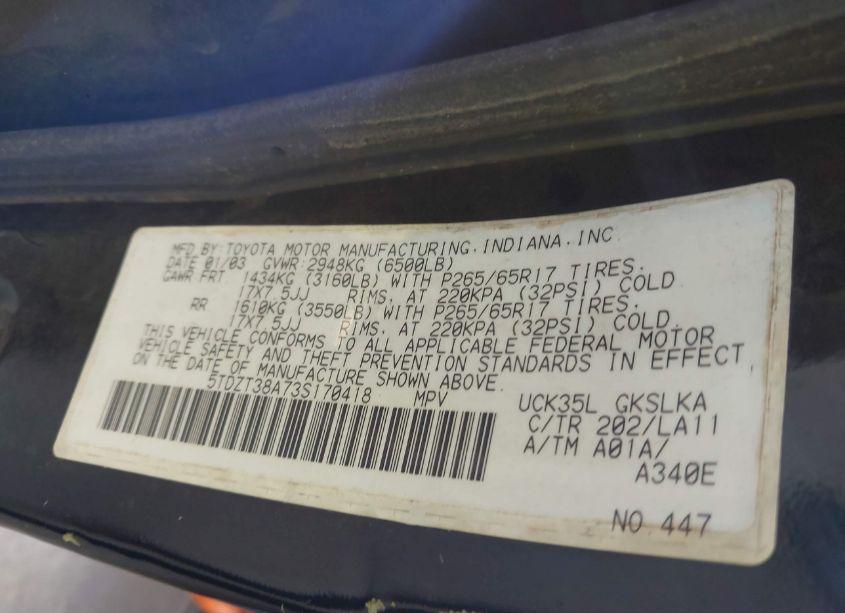 MFD BY:TOYOTA MOTOR MANUFACTURING,INDIANA,INC.
DATE 01/03 GVWR:2948KG (6500LB)
GAWR FRT 1434KG (3160LB) WITH P265/65R17 TIRES.
17X7.5JJ RIMS, AT 220KPA (32PSI) COLD
RR 1610KG (3550LB) WITH P265/65R17 TIRES.
17X7.5JJ RIMS, AT 220KPA (32PSI) COLD.
THIS VEHICLE CONFORMS TO ALL APPLICABLE FEDERAL MOTOR
VEHICLE SAFETY AND THEFT PREVENTION STANDARDS IN EFFECT
ON THE DATE OF MANUFACTURE SHOWN ABOVE.
5TDZT38A73S170418 MPV
UCK35L GKSLKA
C/TR 202/LA11
A/TM A01A/
A340E
NO.447